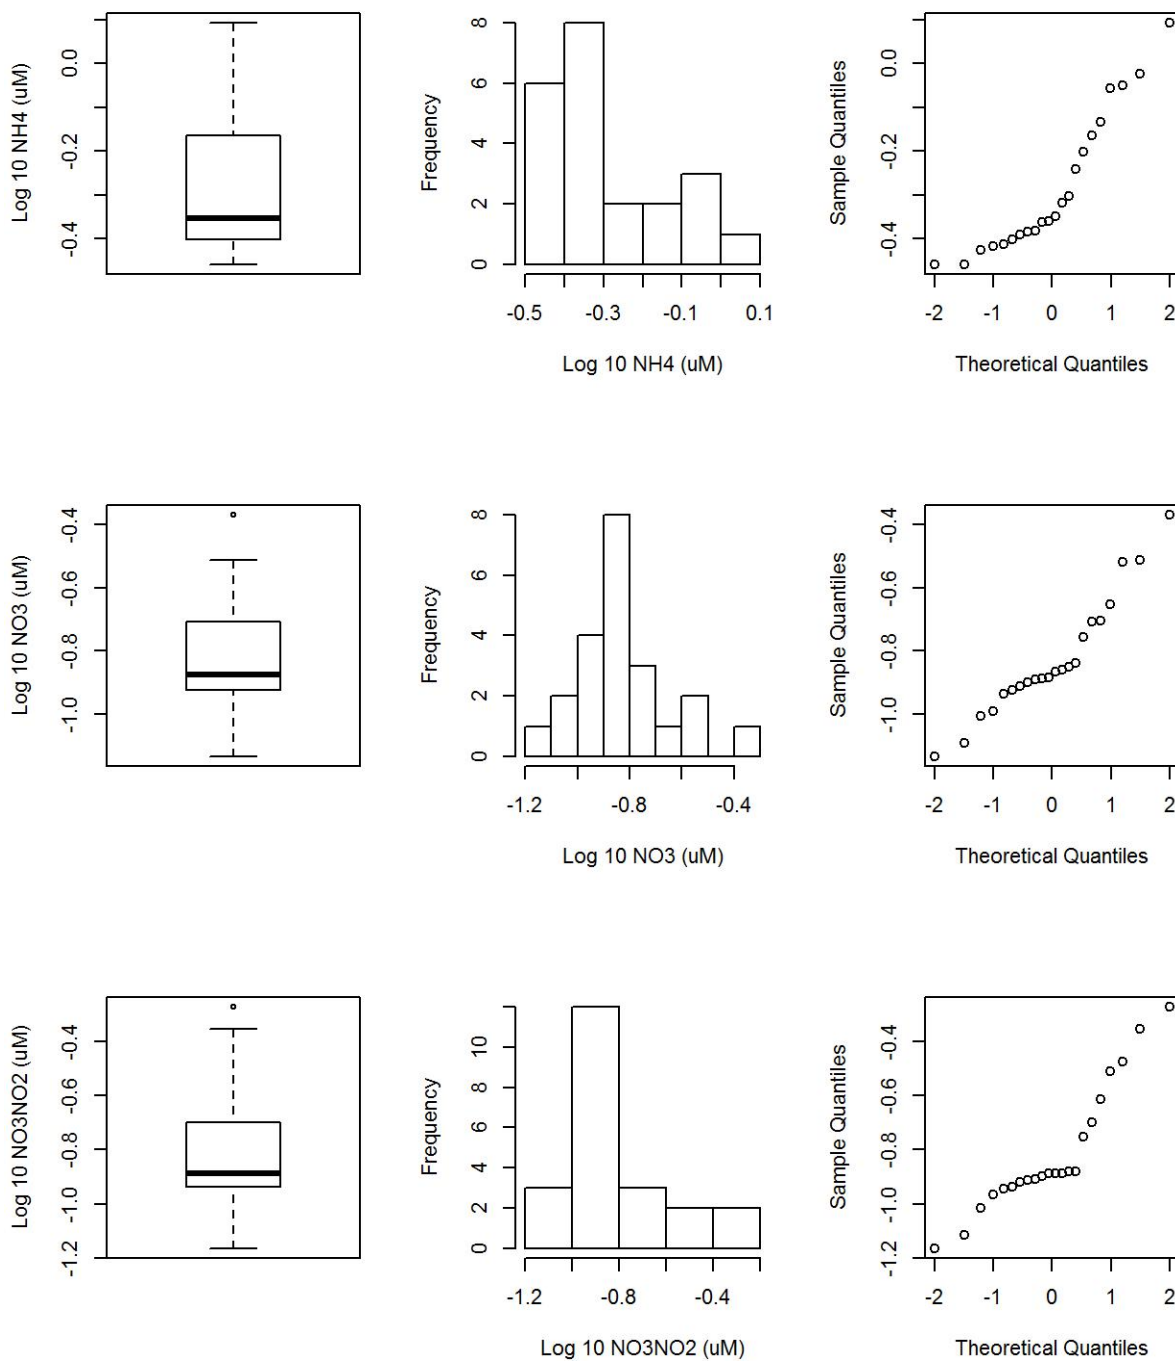 Log 10 NH4 (uM)
0.0
-0.2
-0.4
Frequency
8
6
4
2
0
-0.5 -0.3 -0.1 0.1
Log 10 NH4 (uM)
Sample Quantiles
0.0
-0.2
-0.4
-2 -1 0 1 2
Theoretical Quantiles
Log 10 NO3 (uM)
-0.4
-0.6
-0.8
-1.0
Frequency
8
6
4
2
0
-1.2 -0.8 -0.4
Log 10 NO3 (uM)
Sample Quantiles
-0.4
-0.6
-0.8
-1.0
-2 -1 0 1 2
Theoretical Quantiles
Log 10 NO3NO2 (uM)
-0.4
-0.6
-0.8
-1.0
-1.2
Frequency
10
8
6
4
2
0
-1.2 -0.8 -0.4
Log 10 NO3NO2 (uM)
Sample Quantiles
-0.4
-0.6
-0.8
-1.0
-1.2
-2 -1 0 1 2
Theoretical Quantiles